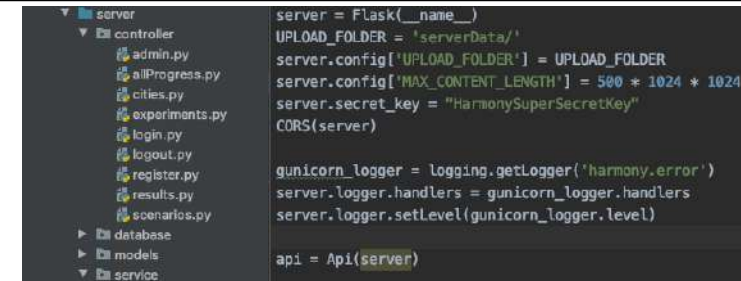 server
controller
admin.py
allProgress.py
cities.py
experiments.py
login.py
logout.py
register.py
results.py
scenarios.py
database
models
service
server = Flask(__name__)
UPLOAD_FOLDER = 'serverData/'
server.config['UPLOAD_FOLDER'] = UPLOAD_FOLDER
server.config['MAX_CONTENT_LENGTH'] = 500 * 1024 * 1024
server.secret_key = "HarmonySuperSecretKey"
CORS(server)
gunicorn_logger = logging.getLogger('harmony.error')
server.logger.handlers = gunicorn_logger.handlers
server.logger.setLevel(gunicorn_logger.level)
api = Api(server)